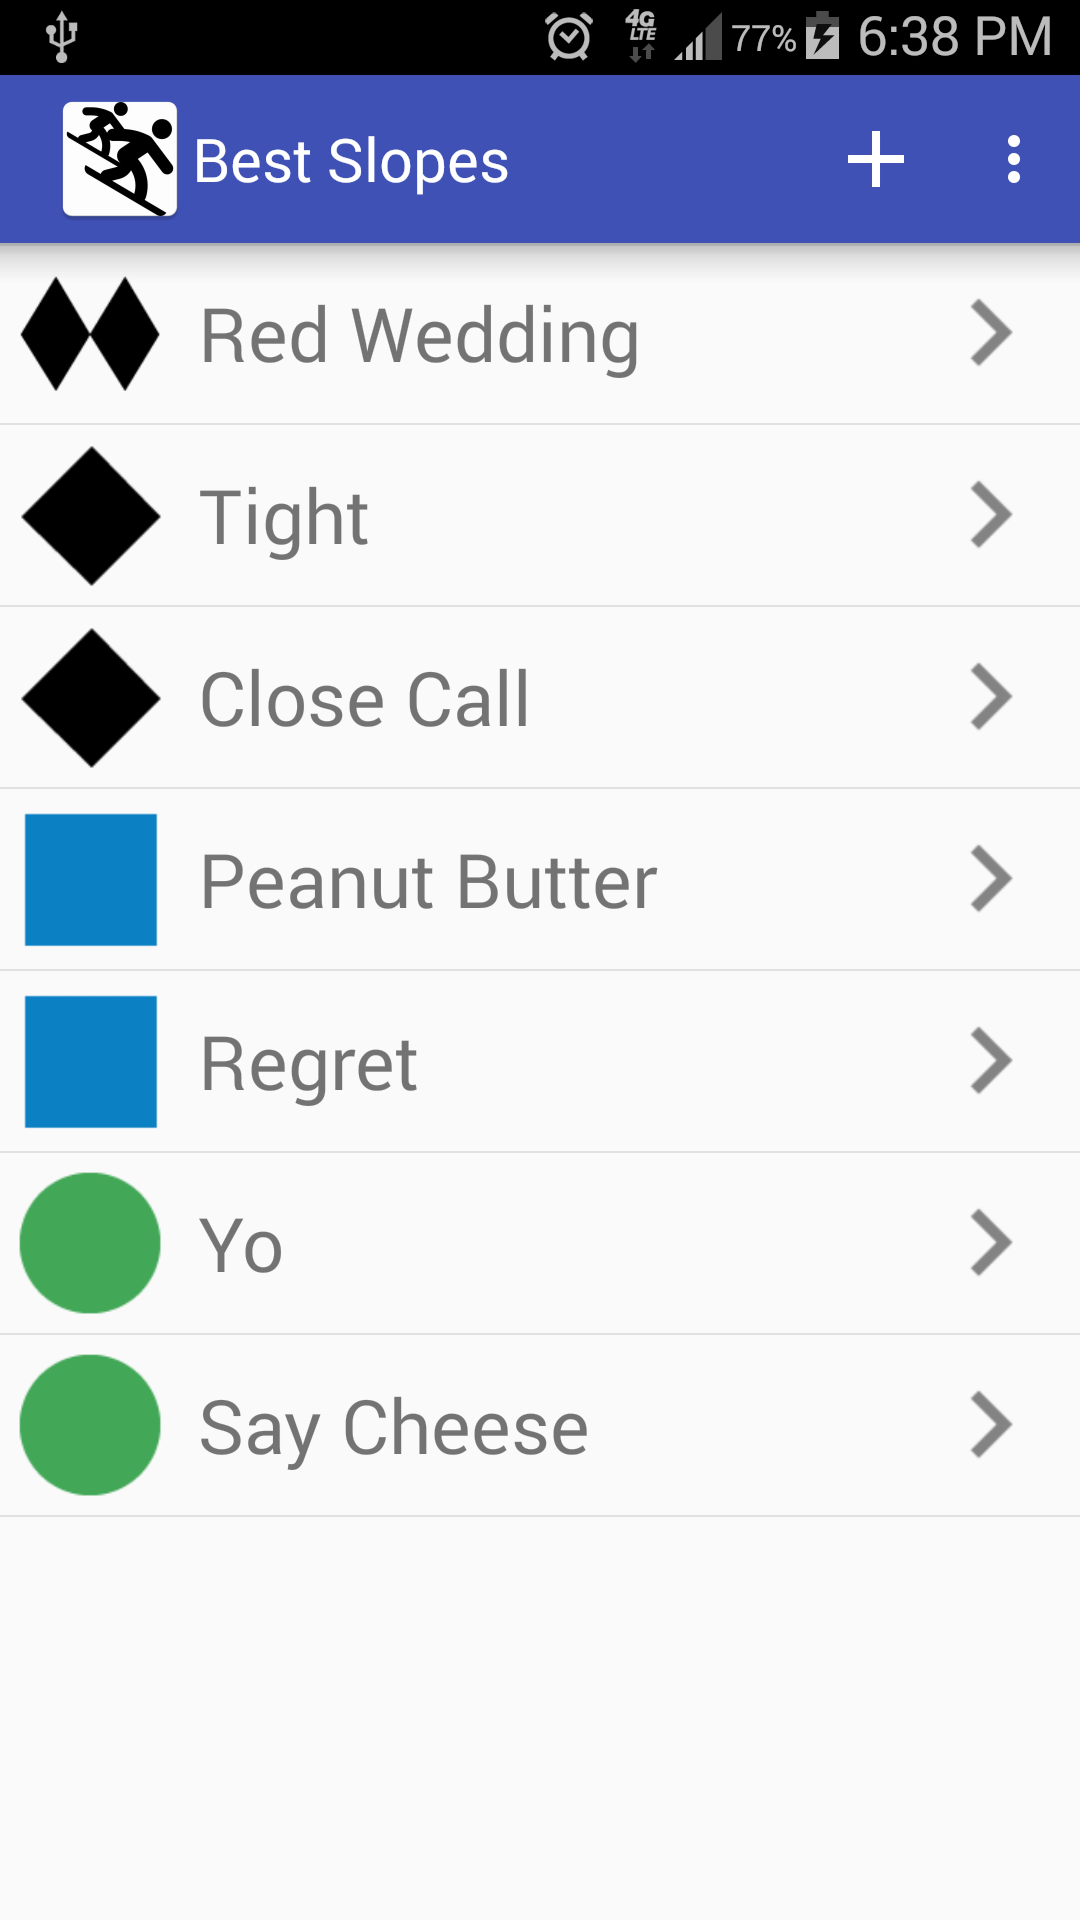 4G LTE 77% 6:38 PM
Best Slopes
Red Wedding
Tight
Close Call
Peanut Butter
Regret
Yo
Say Cheese